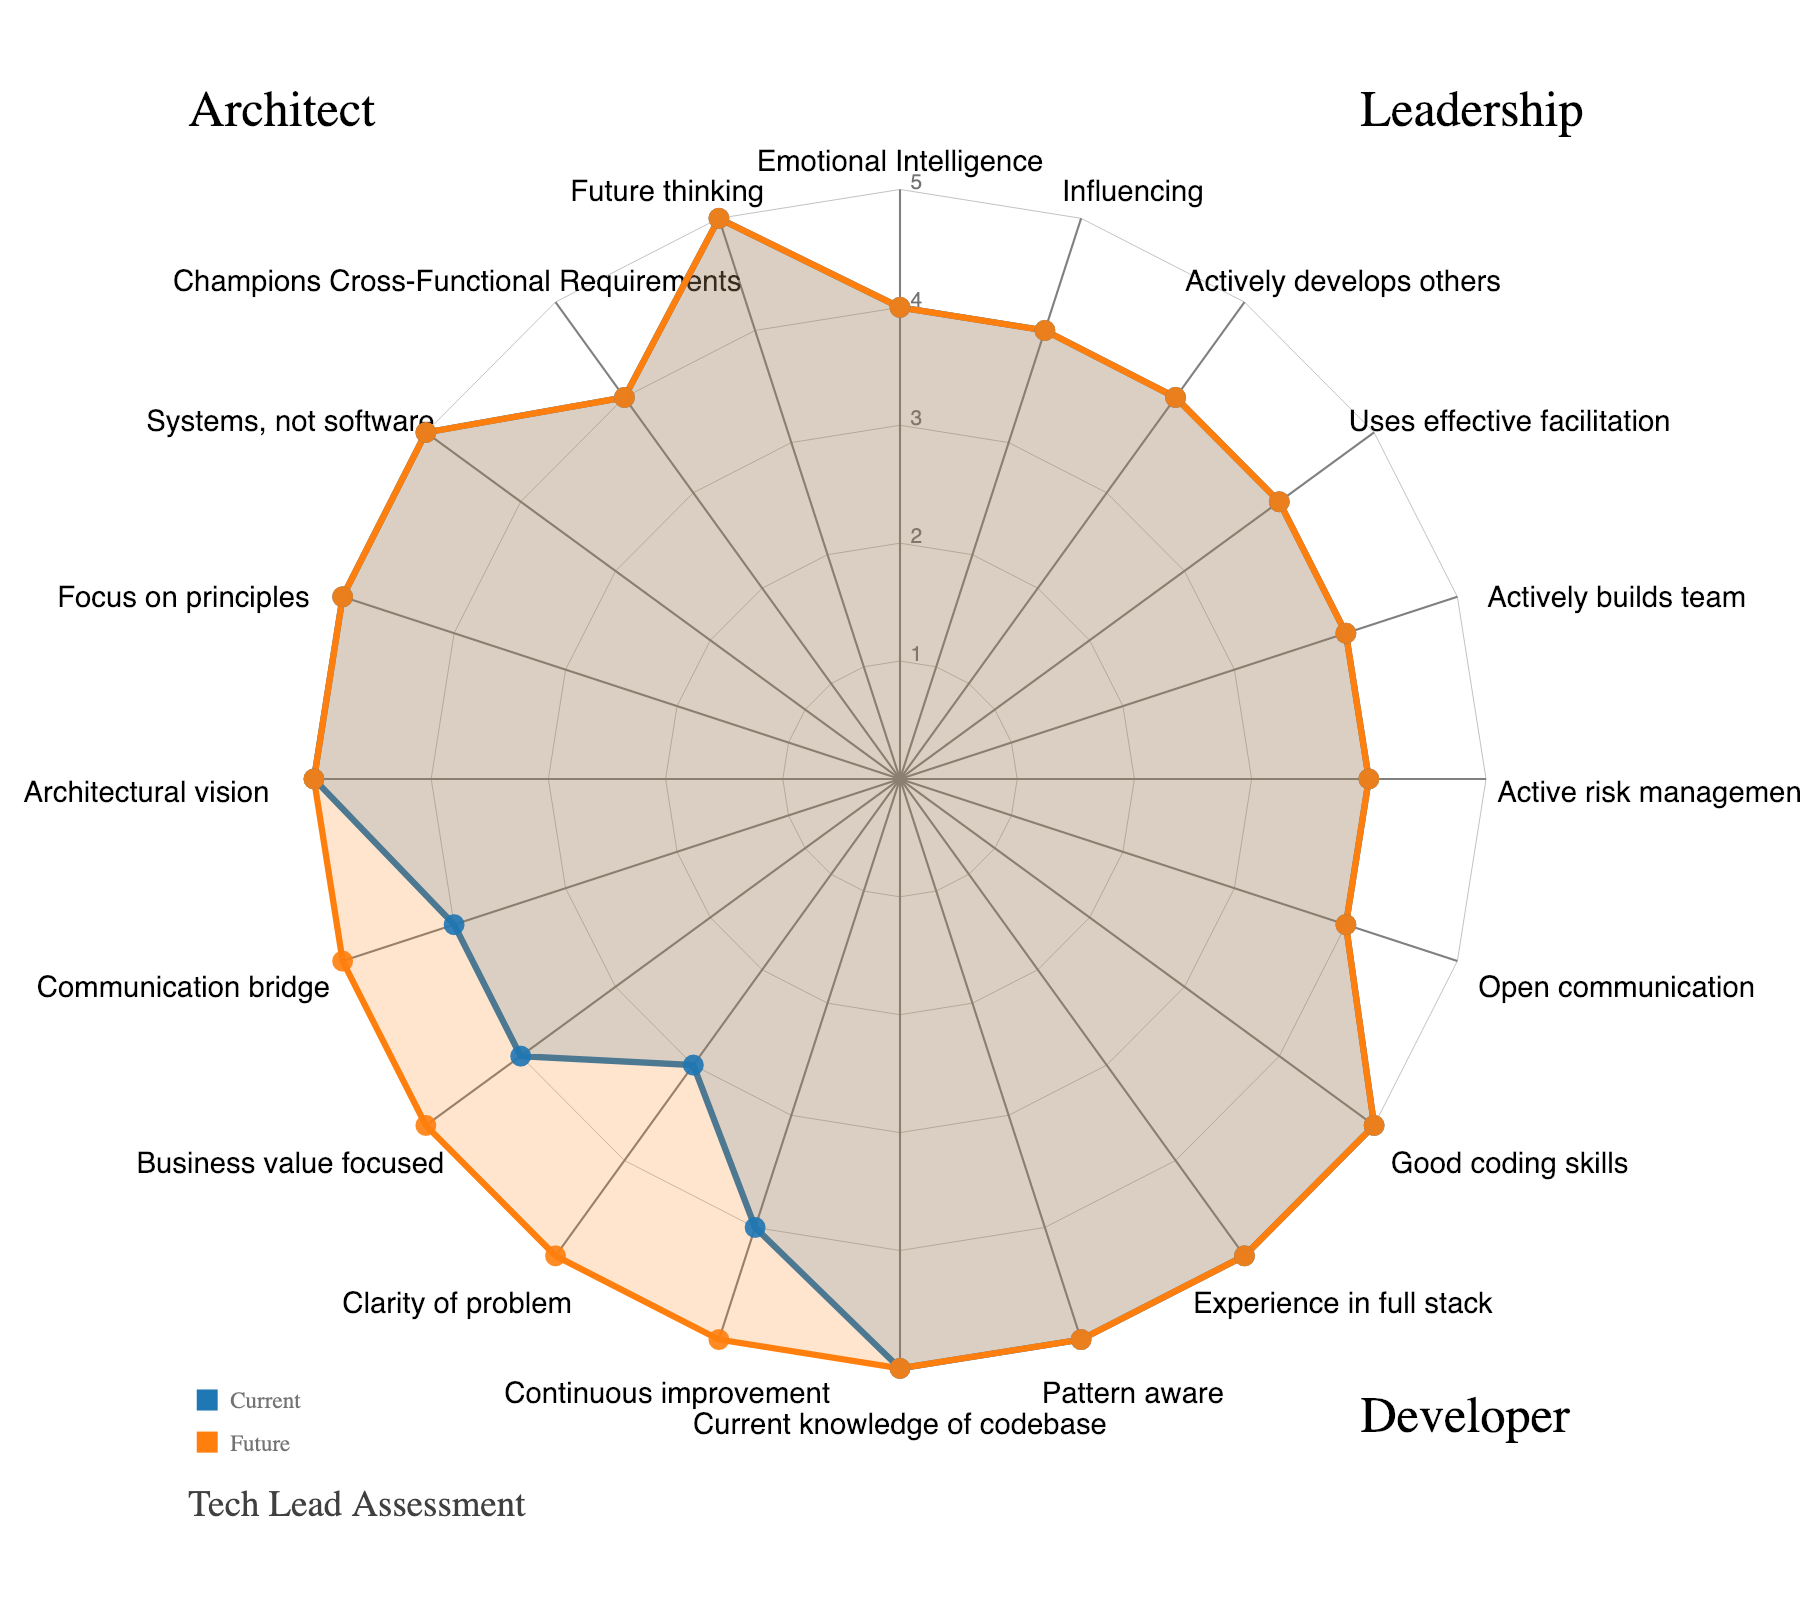 Architect
Leadership
Emotional Intelligence
Future thinking
5
Influencing
Champions Cross-Functional Requirements
Actively develops others
4
Systems, not software
3
Uses effective facilitation
2
Focus on principles
Actively builds team
1
Architectural vision
Active risk managemen
Communication bridge
Open communication
Business value focused
Good coding skills
Clarity of problem
Experience in full stack
Continuous improvement
Pattern aware
Current knowledge of codebase
Developer
Current
Future
Tech Lead Assessment